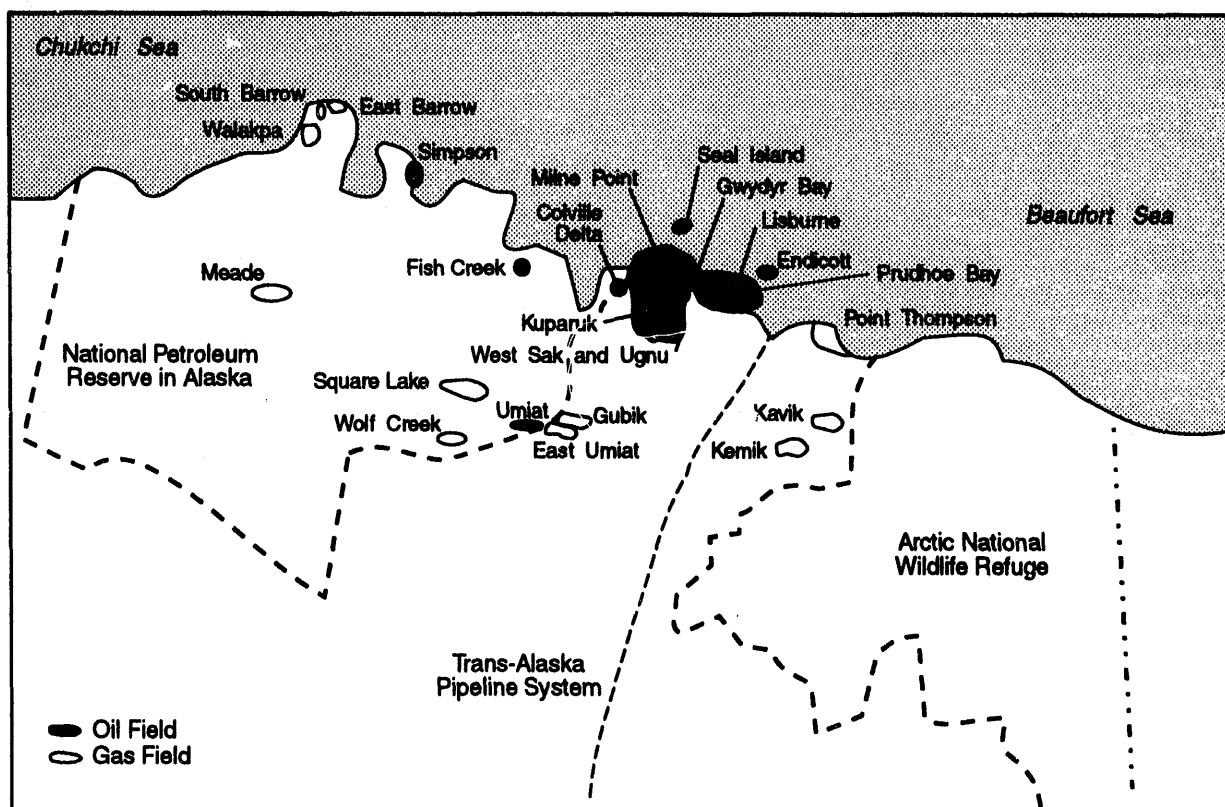 Chukchi Sea
South Barrow
East Barrow
Walakpa
Simpson
Seal Island
Milne Point
Gwydyr Bay
Colville
Delta
Lisburne
Beaufort Sea
Endicott
Fish Creek
Prudhoe Bay
Meade
Kuparuk
Point Thompson
West Sak and Ugnu
National Petroleum
Reserve in Alaska
Square Lake
Umiat
Gubik
Kavik
Wolf Creek
East Umiat
Kemik
Arctic National
Wildlife Refuge
Trans-Alaska
Pipeline System
Oil Field
Gas Field